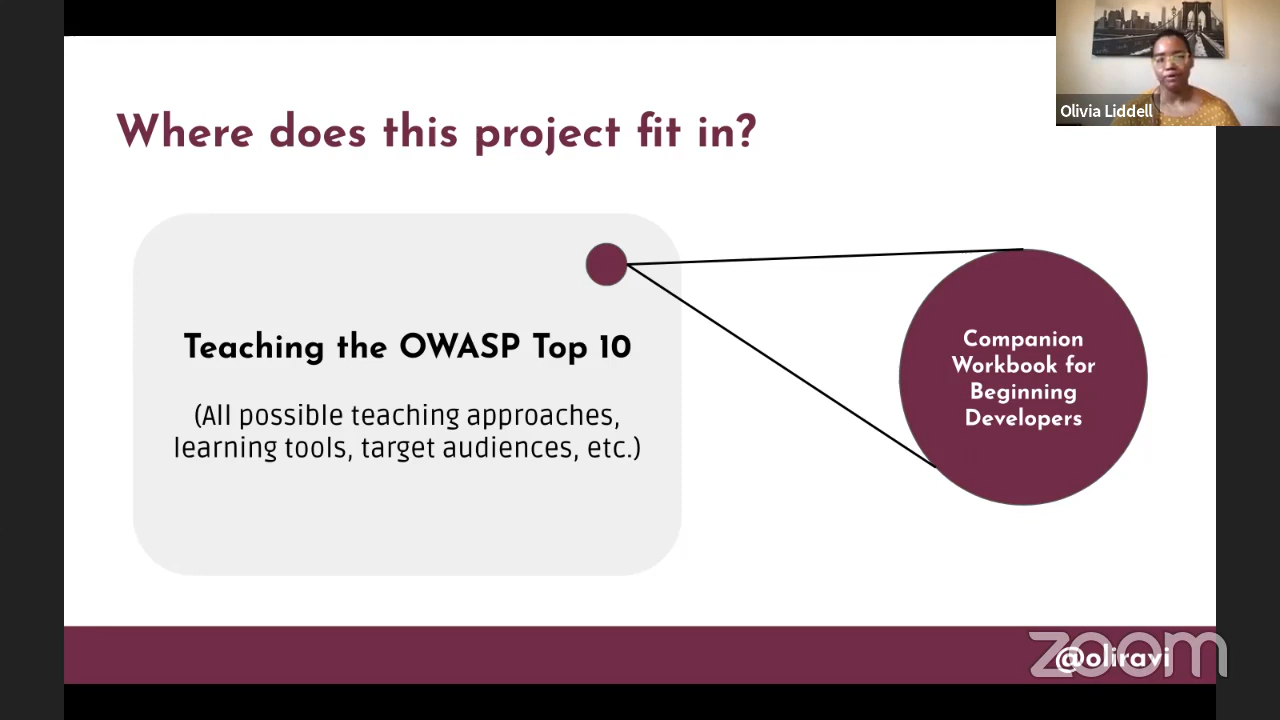 Olivia Liddell
Where does this project fit in?
Teaching the OWASP Top 10
(All possible teaching approaches,
learning tools, target audiences, etc.)
Companion
Workbook for
Beginning
Developers
@oliravi
zoom